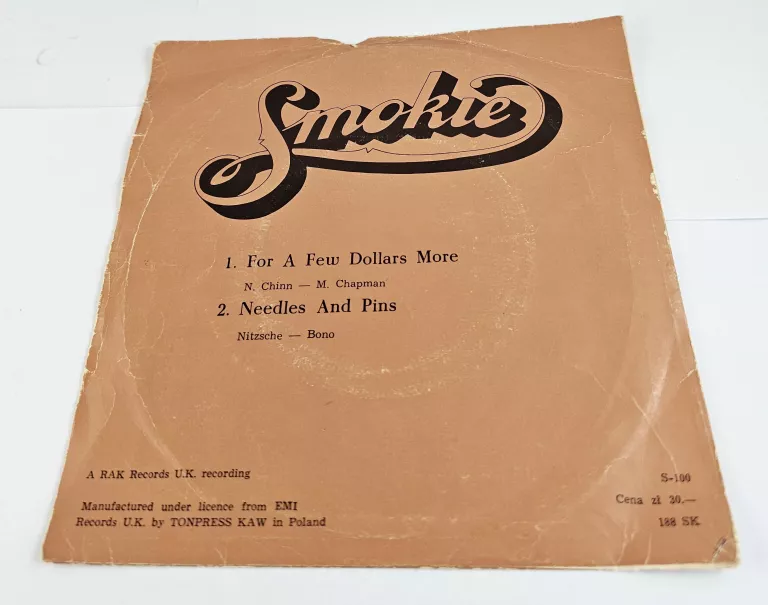 Smokie
1. For A Few Dollars More
N. Chinn — M. Chapman
2. Needles And Pins
Nitzsche — Bono
A RAK Records U.K. recording
Manufactured under licence from EMI
Records U.K. by TONPRESS KAW in Poland
S-100
Cena zł 30.—
188 SK